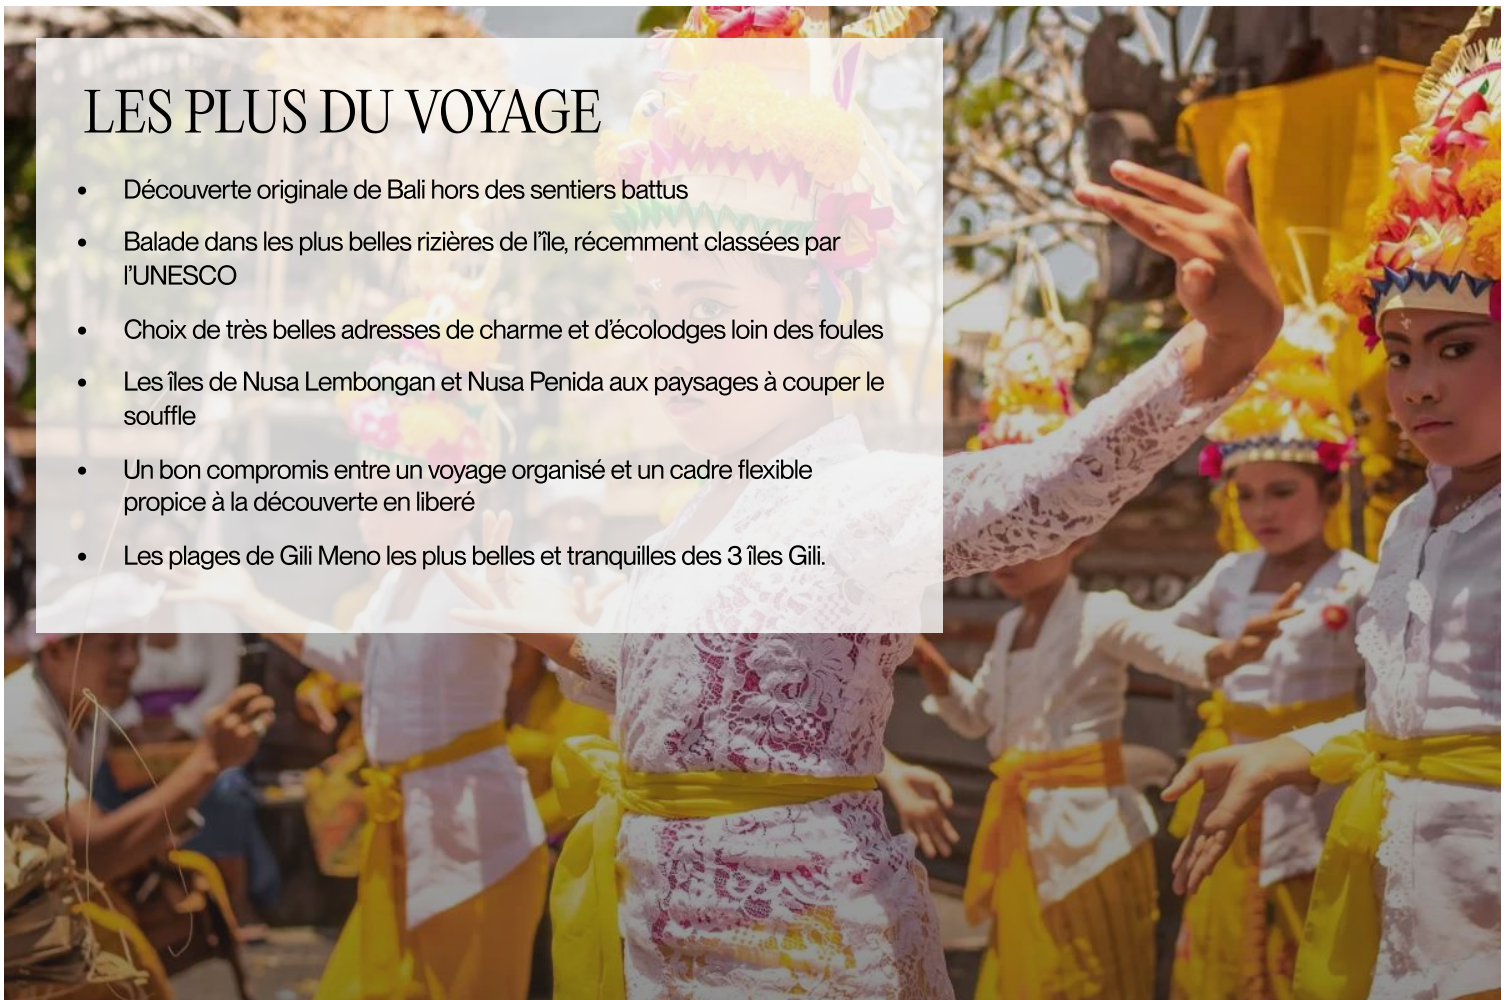 LES PLUS DU VOYAGE
• Découverte originale de Bali hors des sentiers battus
• Balade dans les plus belles rizières de l’île, récemment classées par
l’UNESCO
• Choix de très belles adresses de charme et d’écolodges loin des foules
• Les îles de Nusa Lembongan et Nusa Penida aux paysages à couper le
souffle
• Un bon compromis entre un voyage organisé et un cadre flexible
propice à la découverte en liberé
• Les plages de Gili Meno les plus belles et tranquilles des 3 îles Gili.